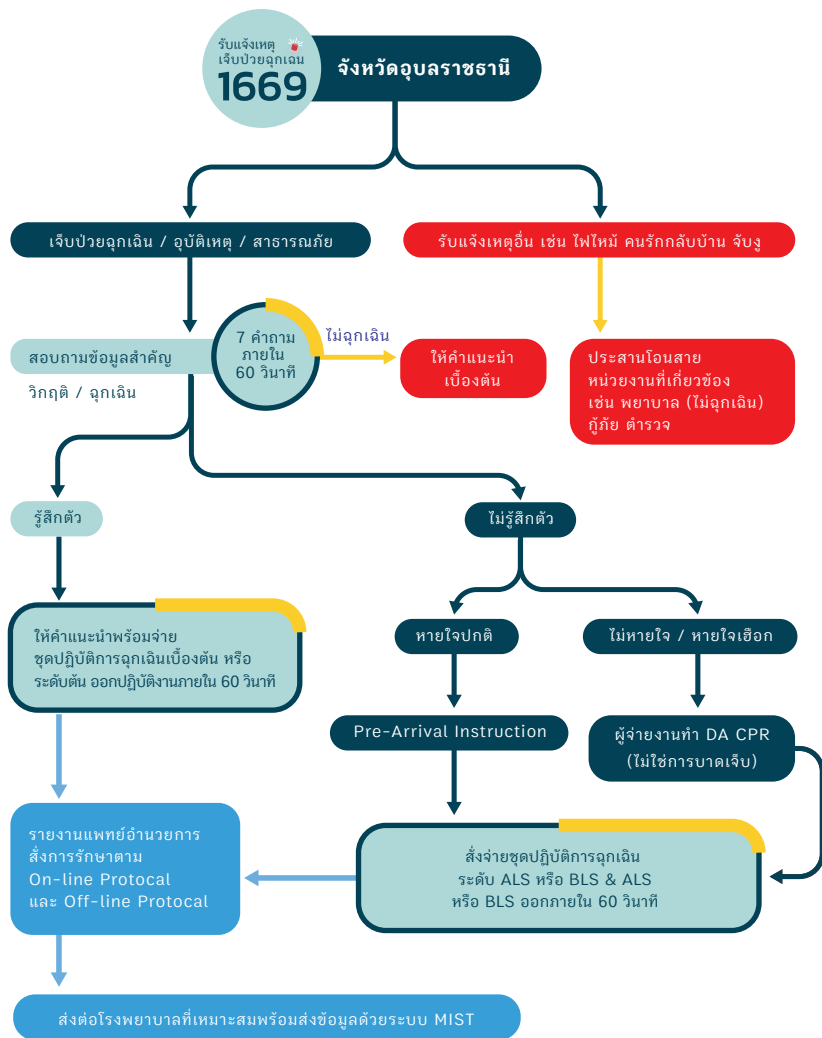 รับแจ้งเหตุ
เจ็บป่วยฉุกเฉน
1669
จังหวัดอุบลราชธานี
เจ็บป่วยฉุกเฉิน / อุบัติเหตุ / สาธารณภัย
รับแจ้งเหตุอื่น เช่น ไฟไหม้ คนรักกลับบ้าน จับงู
สอบถามข้อมูลสำคัญ
วิกฤติ / ฉุกเฉิน
7 คำถาม
ภายใน
60 วินาที
ไม่ฉุกเฉิน
ให้คำแนะนำ
เบื้องต้น
ประสานโอนสาย
หน่วยงานที่เกี่ยวข้อง
เช่น พยาบาล (ไม่ฉุกเฉิน)
กู้ภัย ตำรวจ
รู้สึกตัว
ไม่รู้สึกตัว
ให้คำแนะนำพร้อมจ่าย
ชุดปฏิบัติการฉุกเฉินเบื้องต้น หรือ
ระดับต้น ออกปฏิบัติงานภายใน 60 วินาที
หายใจปกติ
ไม่หายใจ / หายใจเฮือก
Pre-Arrival Instruction
ผู้จ่ายงานทำ DA CPR
(ไม่ใช่การบาดเจ็บ)
รายงานแพทย์อำนวยการ
สั่งการรักษาตาม
On-line Protocal
และ Off-line Protocal
สั่งจ่ายชุดปฏิบัติการฉุกเฉิน
ระดับ ALS หรือ BLS & ALS
หรือ BLS ออกภายใน 60 วินาที
ส่งต่อโรงพยาบาลที่เหมาะสมพร้อมส่งข้อมูลด้วยระบบ MIST